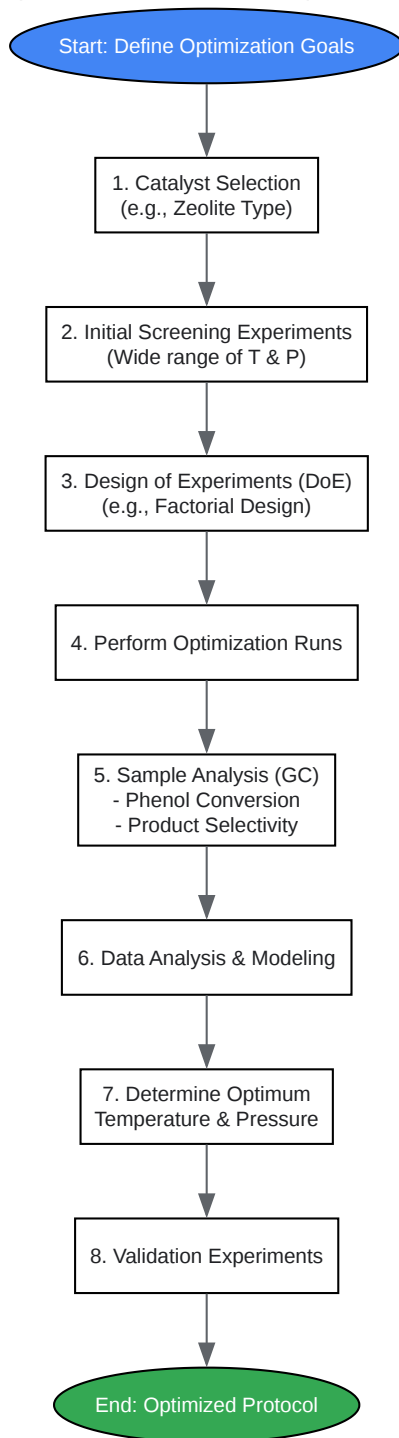 Start: Define Optimization Goals
1. Catalyst Selection
(e.g., Zeolite Type)
2. Initial Screening Experiments
(Wide range of T & P)
3. Design of Experiments (DoE)
(e.g., Factorial Design)
4. Perform Optimization Runs
5. Sample Analysis (GC)
- Phenol Conversion
- Product Selectivity
6. Data Analysis & Modeling
7. Determine Optimum
Temperature & Pressure
8. Validation Experiments
End: Optimized Protocol